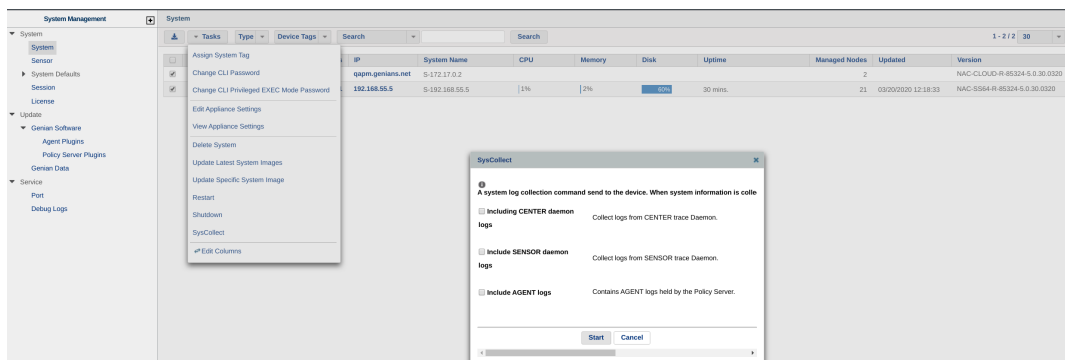 System Management
System
System
System
Sensor
System Defaults
Session
License
Update
Genian Software
Agent Plugins
Policy Server Plugins
Genian Data
Service
Port
Debug Logs
Tasks
Type
Device Tags
Search
Search
1 - 2 / 2
30
IP
System Name
CPU
Memory
Disk
Uptime
Managed Nodes
Updated
Version
qapm.genians.net
S-172.17.0.2
2
NAC-CLOUD-R-85324-5.0.30.0320
192.168.55.5
S-192.168.55.5
1%
2%
60%
30 mins.
21
03/20/2020 12:18:33
NAC-SS64-R-85324-5.0.30.0320
Assign System Tag
Change CLI Password
Change CLI Privileged EXEC Mode Password
Edit Appliance Settings
View Appliance Settings
Delete System
Update Latest System Images
Update Specific System Image
Restart
Shutdown
SysCollect
Edit Columns
SysCollect
A system log collection command send to the device. When system information is colle
Including CENTER daemon
logs
Collect logs from CENTER trace Daemon.
Include SENSOR daemon
logs
Collect logs from SENSOR trace Daemon.
Include AGENT logs
Contains AGENT logs held by the Policy Server.
Start
Cancel